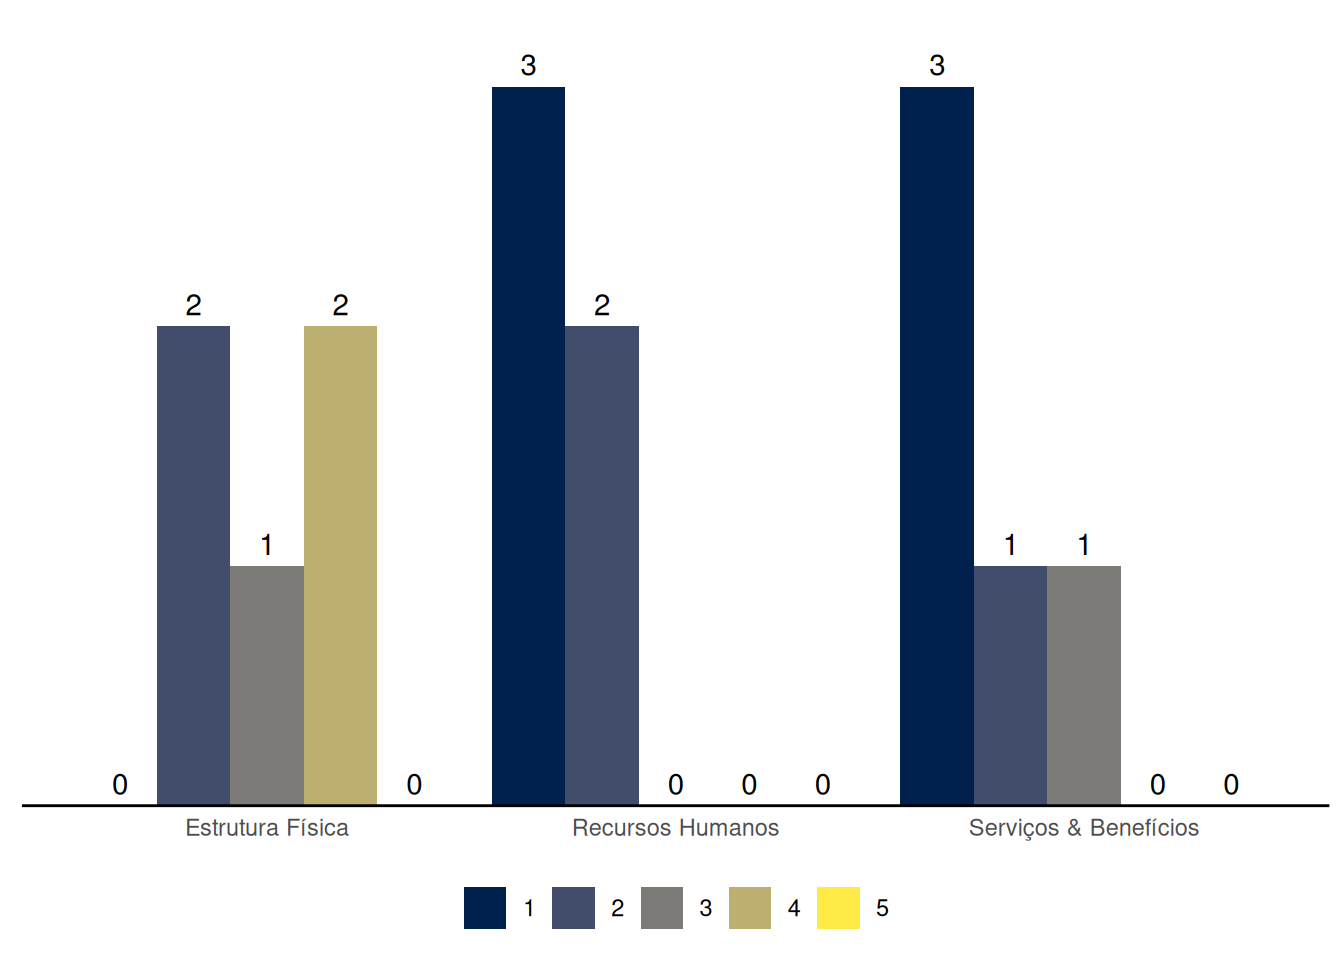 3 3
2 2 2
1 1 1
0 0 0 0 0 0 0
Estrutura Física Recursos Humanos Serviços & Benefícios
1 2 3 4 5